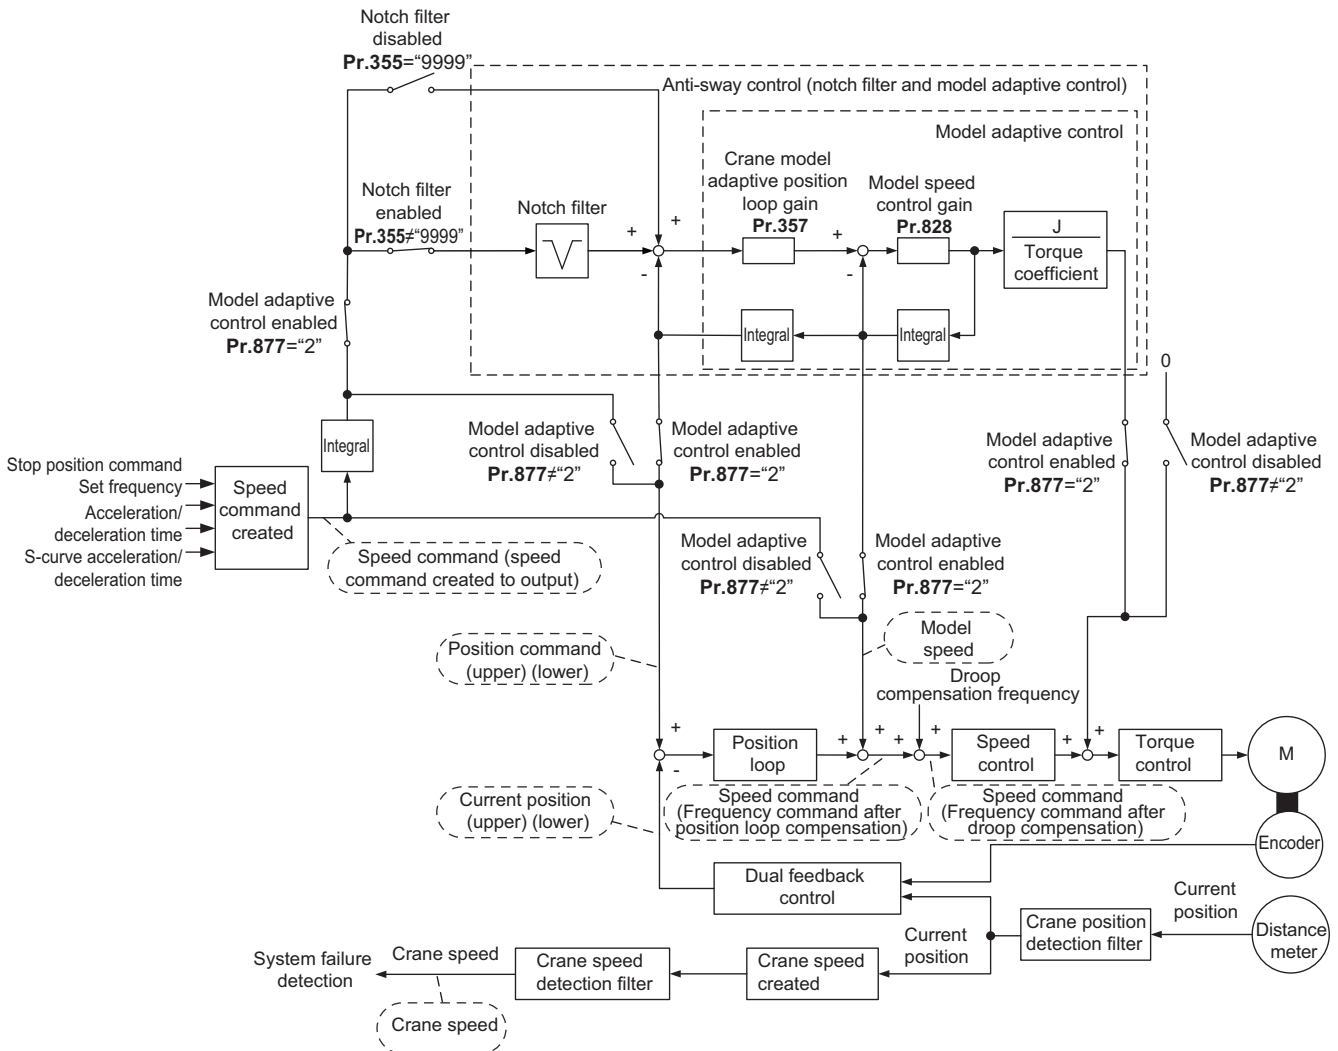 Notch filter
disabled
Pr.355=“9999”
Anti-sway control (notch filter and model adaptive control)
Model adaptive control
Crane model
adaptive position
loop gain
Pr.357
Model speed
control gain
Pr.828
Notch filter
enabled
Pr.355≠“9999”
Notch filter
+
+
-
+
-
J
Torque
coefficient
Model adaptive
control enabled
Pr.877=“2”
Integral
Integral
0
Integral
Model adaptive
control disabled
Pr.877≠“2”
Model adaptive
control enabled
Pr.877=“2”
Model adaptive
control enabled
Pr.877=“2”
Model adaptive
control disabled
Pr.877≠“2”
Stop position command
Set frequency
Acceleration/
deceleration time
S-curve acceleration/
deceleration time
Speed
command
created
Speed command (speed
command created to output)
Model adaptive
control disabled
Pr.877≠“2”
Model adaptive
control enabled
Pr.877=“2”
Position command
(upper) (lower)
Model
speed
Droop
compensation frequency
+
-
Position
loop
+
+
+
+
Speed
control
+
+
Torque
control
M
Current position
(upper) (lower)
Speed command
(Frequency command after
position loop compensation)
Speed command
(Frequency command after
droop compensation)
Encoder
Dual feedback
control
Current
position
Crane position
detection filter
Distance
meter
Current
position
System failure
detection
Crane speed
Crane speed
detection filter
Crane speed
created
Crane speed